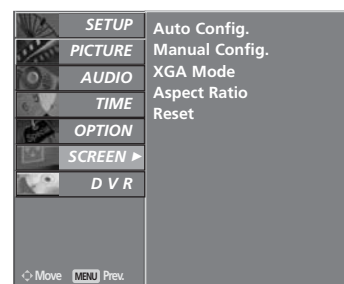 SETUP
PICTURE
AUDIO
TIME
OPTION
SCREEN ►
D V R
Auto Config.
Manual Config.
XGA Mode
Aspect Ratio
Reset
Move MENU Prev.